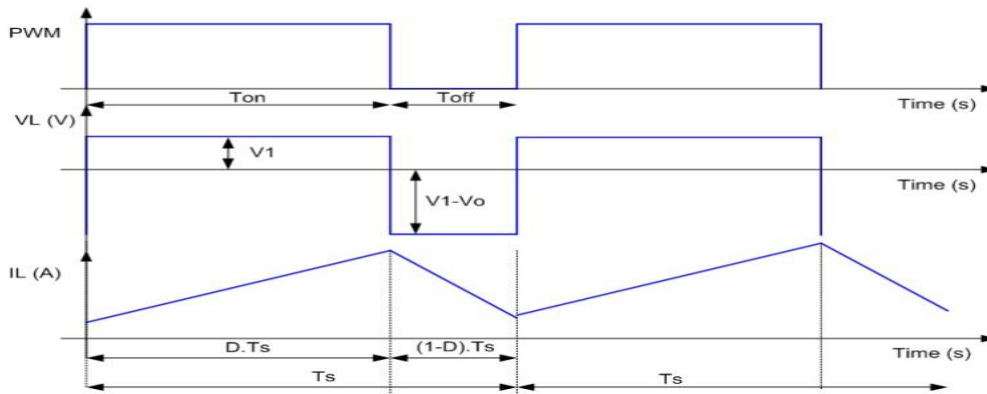 PWM
Ton
Toff
Time (s)
VL (V)
V1
Time (s)
V1-Vo
IL (A)
D.Ts
(1-D).Ts
Time (s)
Ts
Ts